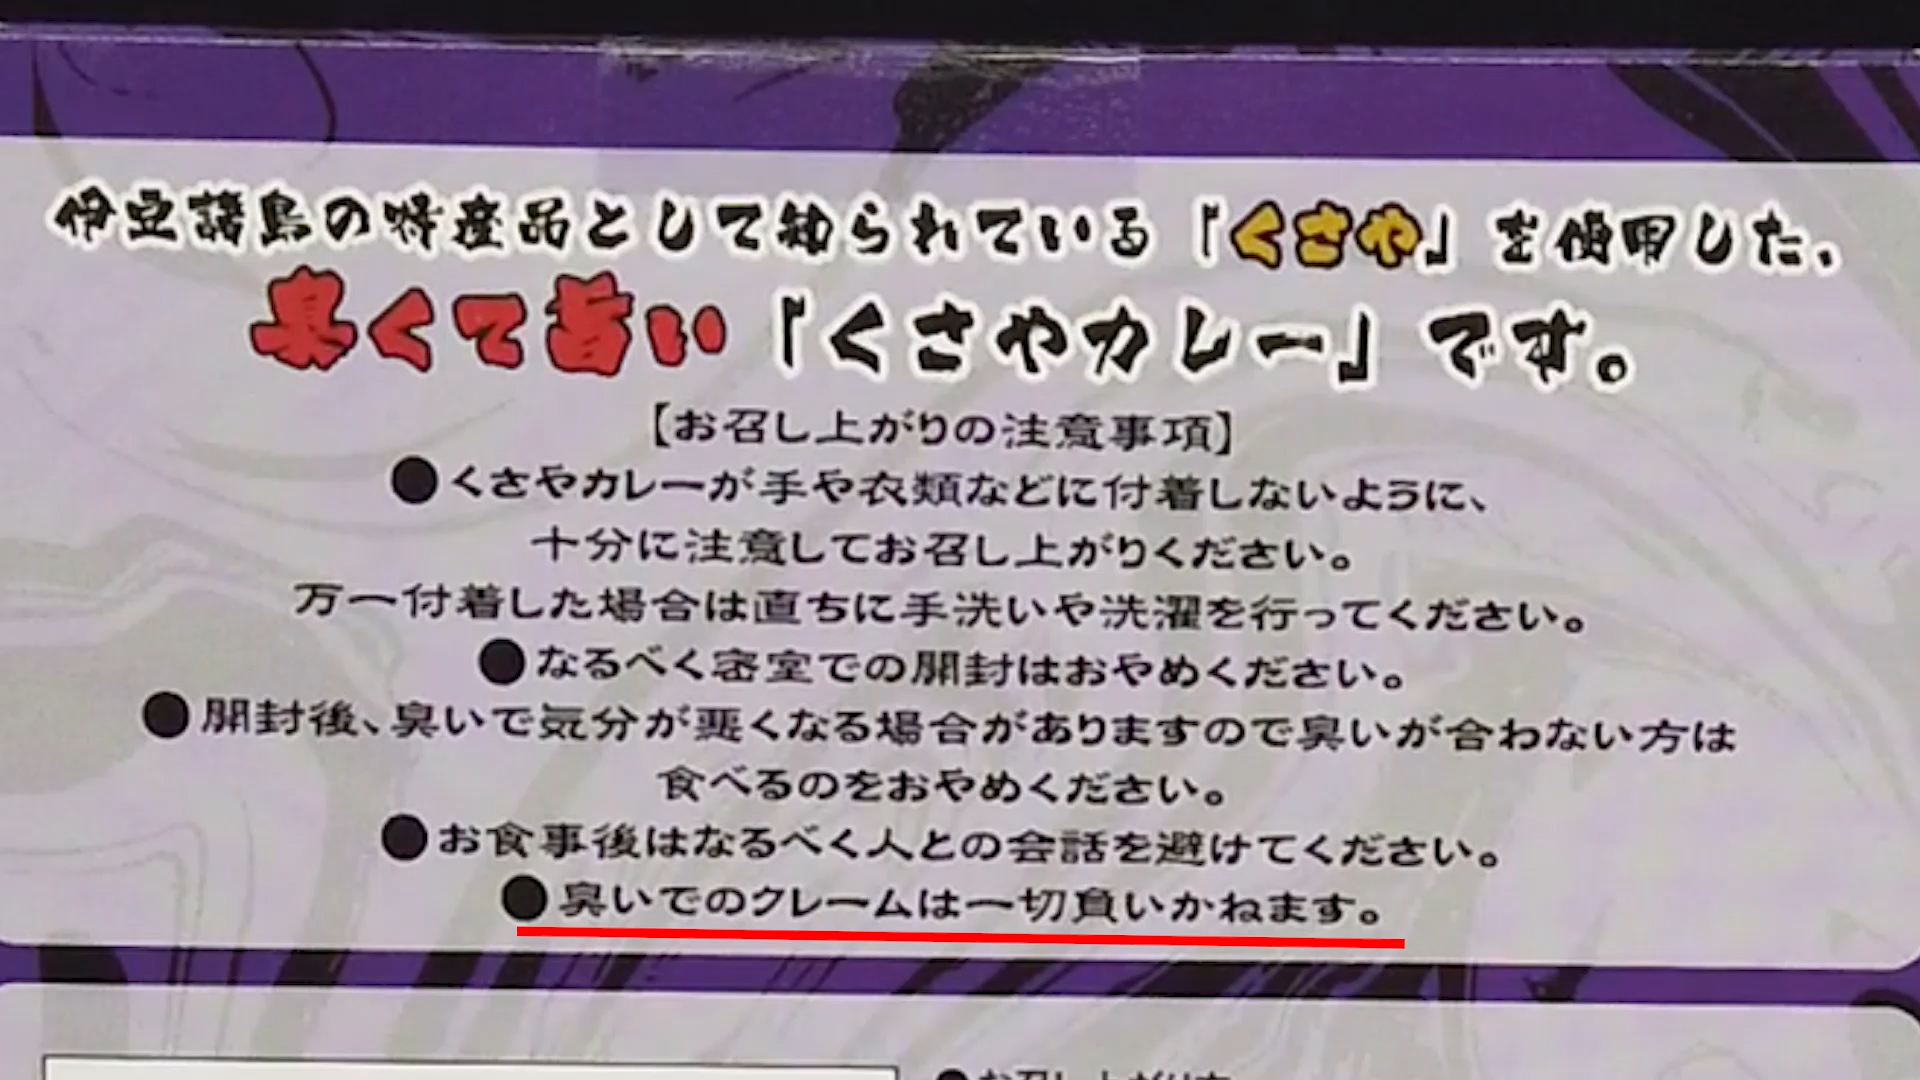 伊豆諸島の特産品として知られている「くさや」を使用した、
臭くて旨い「くさやカレー」です。
【お召し上がりの注意事項】
●くさやカレーが手や衣類などに付着しないように、
十分に注意してお召し上がりください。
万一付着した場合は直ちに手洗いや洗濯を行ってください。
●なるべく密室での開封はおやめください。
●開封後、臭いで気分が悪くなる場合がありますので臭いが合わない方は
食べるのをおやめください。
●お食事後はなるべく人との会話を避けてください。
●臭いでのクレームは一切負いかねます。